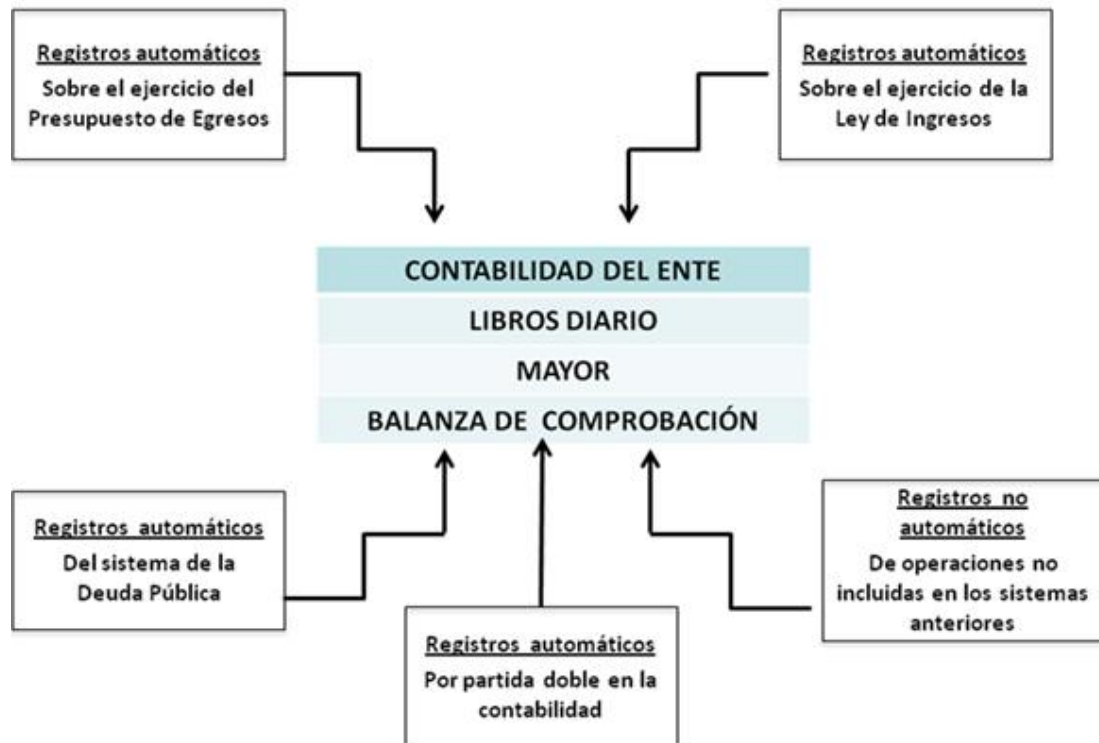 Registros automáticos
Sobre el ejercicio del
Presupuesto de Egresos
Registros automáticos
Sobre el ejercicio de la
Ley de Ingresos
CONTABILIDAD DEL ENTE
LIBROS DIARIO
MAYOR
BALANZA DE COMPROBACIÓN
Registros automáticos
Del sistema de la
Deuda Pública
Registros automáticos
Por partida doble en la
contabilidad
Registros no
automáticos
De operaciones no
incluidas en los sistemas
anteriores